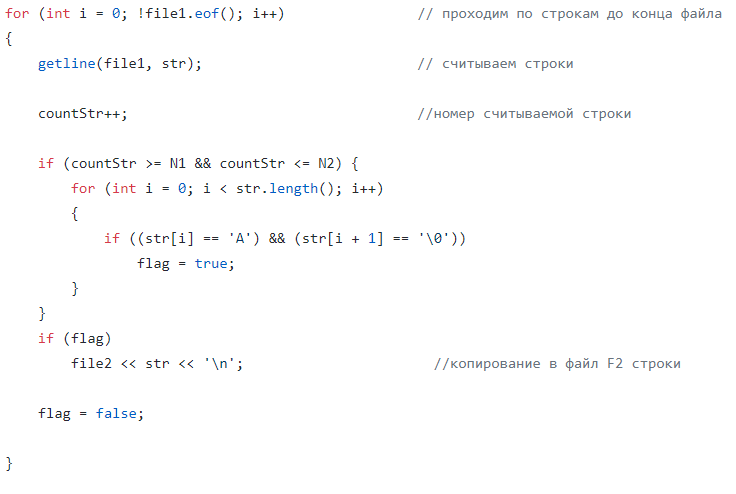 for (int i = 0; !file1.eof(); i++) // проходим по строкам до конца файла
{
getline(file1, str); // считываем строки
countStr++; //номер считываемой строки
if (countStr >= N1 && countStr <= N2) {
for (int i = 0; i < str.length(); i++)
{
if ((str[i] == 'A') && (str[i + 1] == '\0'))
flag = true;
}
}
if (flag)
file2 << str << '\n'; //копирование в файл F2 строки
flag = false;
}